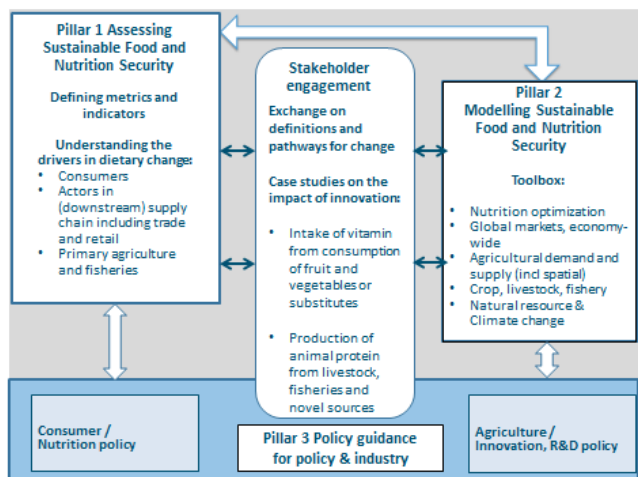 Pillar 1 Assessing
Sustainable Food and
Nutrition Security
Defining metrics and
indicators
Understanding the
drivers in dietary change:
• Consumers
• Actors in
(downstream) supply
chain including trade
and retail
• Primary agriculture
and fisheries
Stakeholder
engagement
Exchange on
definitions and
pathways for change
Case studies on the
impact of innovation:
• Intake of vitamin
from consumption
of fruit and
vegetables or
substitutes
• Production of
animal protein
from livestock,
fisheries and
novel sources
Pillar 2
Modelling Sustainable
Food and Nutrition
Security
Toolbox:
• Nutrition optimization
• Global markets, economy-
wide
• Agricultural demand and
supply (incl spatial)
• Crop, livestock, fishery
• Natural resource &
Climate change
Consumer /
Nutrition policy
Pillar 3 Policy guidance
for policy & industry
Agriculture /
Innovation, R&D policy